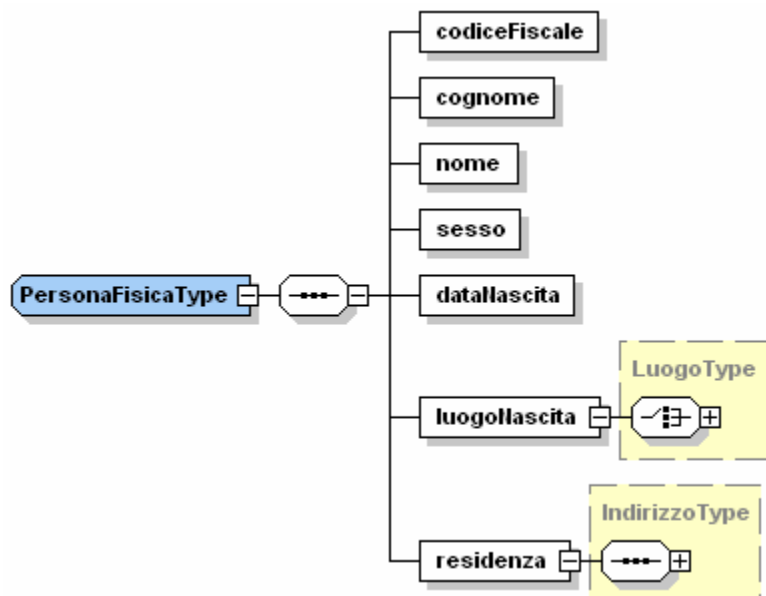 codiceFiscale
cognome
nome
sesso
PersonaFisicaType
dataNascita
LuogoType
luogoNascita
IndirizzoType
residenza